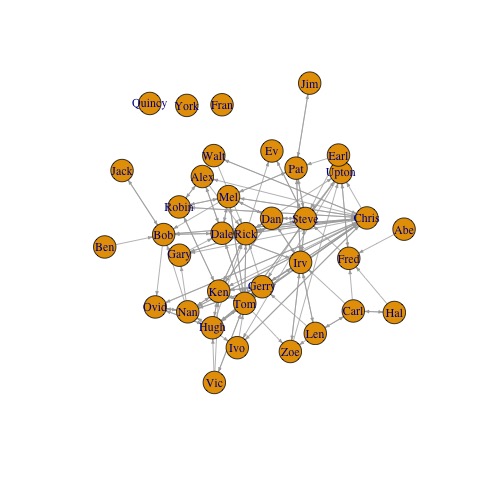 Jim
Quincy
York
Fran
Walt
Ev
Earl
Pat
Upton
Jack
Alex
Mel
Robin
Dan
Steve
Chris
Abe
Bob
Dale
Rick
Ben
Gary
Irv
Fred
Ken
Gerry
Ovid
Nan
Tom
Carl
Hal
Hugh
Len
Ivo
Zoe
Vic